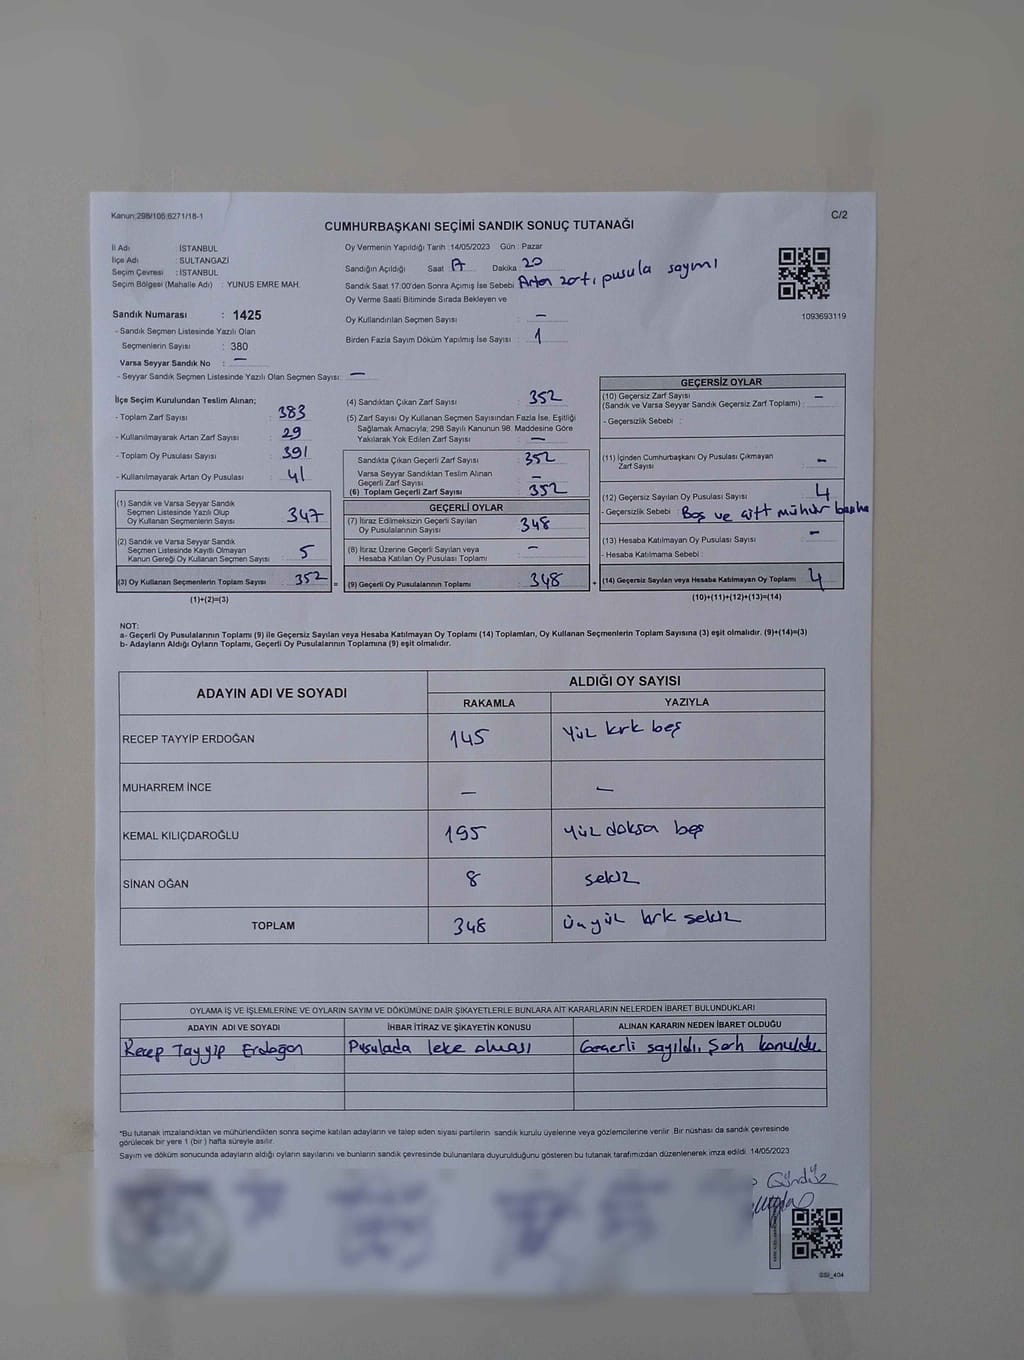 Kanun:298/105:6271/18-1
C/2
CUMHURBAŞKANI SEÇİMİ SANDIK SONUÇ TUTANAĞI
İl Adı : İSTANBUL
İlçe Adı : SULTANGAZİ
Seçim Çevresi : İSTANBUL
Seçim Bölgesi (Mahalle Adı) : YUNUS EMRE MAH.
Oy Vermenin Yapıldığı Tarih :14/05/2023 Gün : Pazar
Sandığın Açıldığı Saat 17 Dakika 20
Sandık Saat 17:00'den Sonra Açımış İse Sebebi Artan zarf, pusula sayımı
Oy Verme Saati Bitiminde Sırada Bekleyen ve
Oy Kullandırılan Seçmen Sayısı : —
Birden Fazla Sayım Döküm Yapılmış İse Sayısı : 1
1093693119
Sandık Numarası : 1425
- Sandık Seçmen Listesinde Yazılı Olan
Seçmenlerin Sayısı : 380
Varsa Seyyar Sandık No : —
- Seyyar Sandık Seçmen Listesinde Yazılı Olan Seçmen Sayısı: —
İlçe Seçim Kurulundan Teslim Alınan;
- Toplam Zarf Sayısı : 383
- Kullanılmayarak Artan Zarf Sayısı : 29
- Toplam Oy Pusulası Sayısı : 391
- Kullanılmayarak Artan Oy Pusulası : 41
(1) Sandık ve Varsa Seyyar Sandık
Seçmen Listesinde Yazılı Olup
Oy Kullanan Seçmenlerin Sayısı : 347
(2) Sandık ve Varsa Seyyar Sandık
Seçmen Listesinde Kayıtlı Olmayan
Kanun Gereği Oy Kullanan Seçmen Sayısı : 5
(3) Oy Kullanan Seçmenlerin Toplam Sayısı : 352
(1)+(2)=(3)
(4) Sandıktan Çıkan Zarf Sayısı : 352
(5) Zarf Sayısı Oy Kullanan Seçmen Sayısından Fazla İse, Eşitliği
Sağlamak Amacıyla, 298 Sayılı Kanunun 98. Maddesine Göre
Yakılarak Yok Edilen Zarf Sayısı : —
Sandıkta Çıkan Geçerli Zarf Sayısı : 352
Varsa Seyyar Sandıktan Teslim Alınan
Geçerli Zarf Sayısı : —
(6) Toplam Geçerli Zarf Sayısı : 352
GEÇERLİ OYLAR
(7) İtiraz Edilmeksizin Geçerli Sayılan
Oy Pusulalarının Sayısı : 348
(8) İtiraz Üzerine Geçerli Sayılan veya
Hesaba Katılan Oy Pusulası Toplamı : —
= (9) Geçerli Oy Pusulalarının Toplamı : 348
GEÇERSİZ OYLAR
(10) Geçersiz Zarf Sayısı
(Sandık ve Varsa Seyyar Sandık Geçersiz Zarf Toplamı) : —
- Geçersizlik Sebebi :
(11) İçinden Cumhurbaşkanı Oy Pusulası Çıkmayan
Zarf Sayısı : —
(12) Geçersiz Sayılan Oy Pusulası Sayısı : 4
- Geçersizlik Sebebi : Boş ve çift mühür basma
(13) Hesaba Katılmayan Oy Pusulası Sayısı : —
- Hesaba Katılmama Sebebi :
+ (14) Geçersiz Sayılan veya Hesaba Katılmayan Oy Toplamı : 4
(10)+(11)+(12)+(13)=(14)
NOT:
a- Geçerli Oy Pusulalarının Toplamı (9) ile Geçersiz Sayılan veya Hesaba Katılmayan Oy Toplamı (14) Toplamları, Oy Kullanan Seçmenlerin Toplam Sayısına (3) eşit olmalıdır. (9)+(14)=(3)
b- Adayların Aldığı Oyların Toplamı, Geçerli Oy Pusulalarının Toplamına (9) eşit olmalıdır.
ADAYIN ADI VE SOYADI ALDIĞI OY SAYISI
RAKAMLA YAZIYLA
RECEP TAYYİP ERDOĞAN 145 Yüz kırk beş
MUHARREM İNCE — —
KEMAL KILIÇDAROĞLU 195 Yüz doksa beş
SİNAN OĞAN 8 sekiz
TOPLAM 348 Üç yüz kırk sekiz
OYLAMA İŞ VE İŞLEMLERİNE VE OYLARIN SAYIM VE DÖKÜMÜNE DAİR ŞİKAYETLERLE BUNLARA AİT KARARLARIN NELERDEN İBARET BULUNDUKLARI
ADAYIN ADI VE SOYADI İHBAR İTİRAZ VE ŞİKAYETİN KONUSU ALINAN KARARIN NEDEN İBARET OLDUĞU
Recep Tayyip Erdoğan Pusulada leke olması Geçerli sayıldı. Şerh konuldu.
*Bu tutanak imzalandıktan ve mühürlendikten sonra seçime katılan adayların ve talep eden siyasi partilerin sandık kurulu üyelerine veya gözlemcilerine verilir. Bir nüshası da sandık çevresinde
görülecek bir yere 1 (bir) hafta süreyle asılır.
Sayım ve döküm sonucunda adayların aldığı oyların sayılarını ve bunların sandık çevresinde bulunanlara duyurulduğunu gösteren bu tutanak tarafımızdan düzenlenerek imza edildi. 14/05/2023
Gündüz
SSİ_404